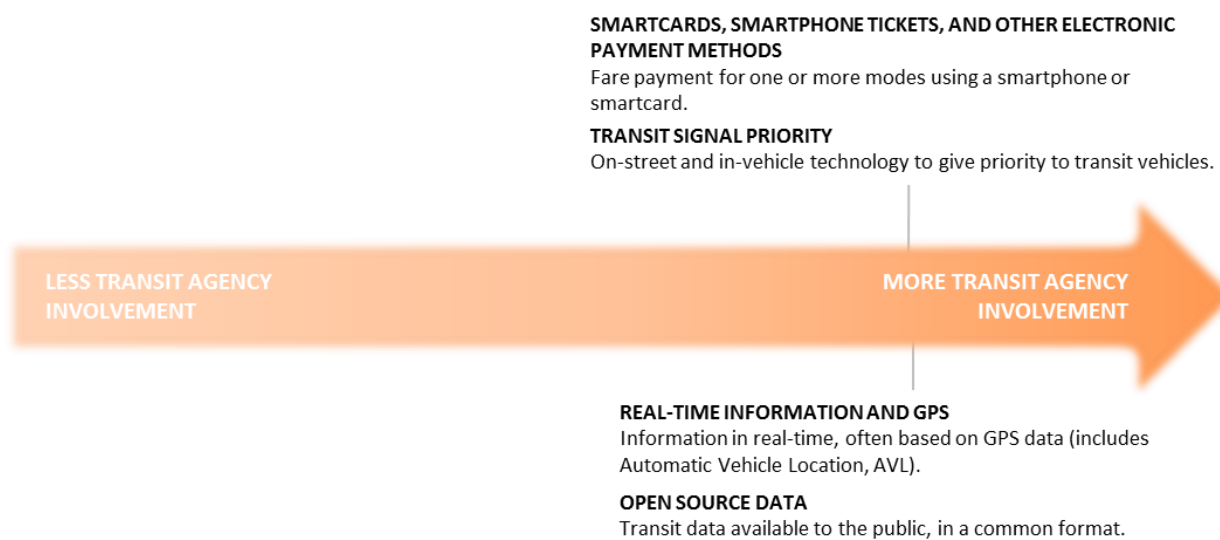 SMARTCARDS, SMARTPHONE TICKETS, AND OTHER ELECTRONIC
PAYMENT METHODS
Fare payment for one or more modes using a smartphone or
smartcard.
TRANSIT SIGNAL PRIORITY
On-street and in-vehicle technology to give priority to transit vehicles.
LESS TRANSIT AGENCY
INVOLVEMENT
MORE TRANSIT AGENCY
INVOLVEMENT
REAL-TIME INFORMATION AND GPS
Information in real-time, often based on GPS data (includes
Automatic Vehicle Location, AVL).
OPEN SOURCE DATA
Transit data available to the public, in a common format.